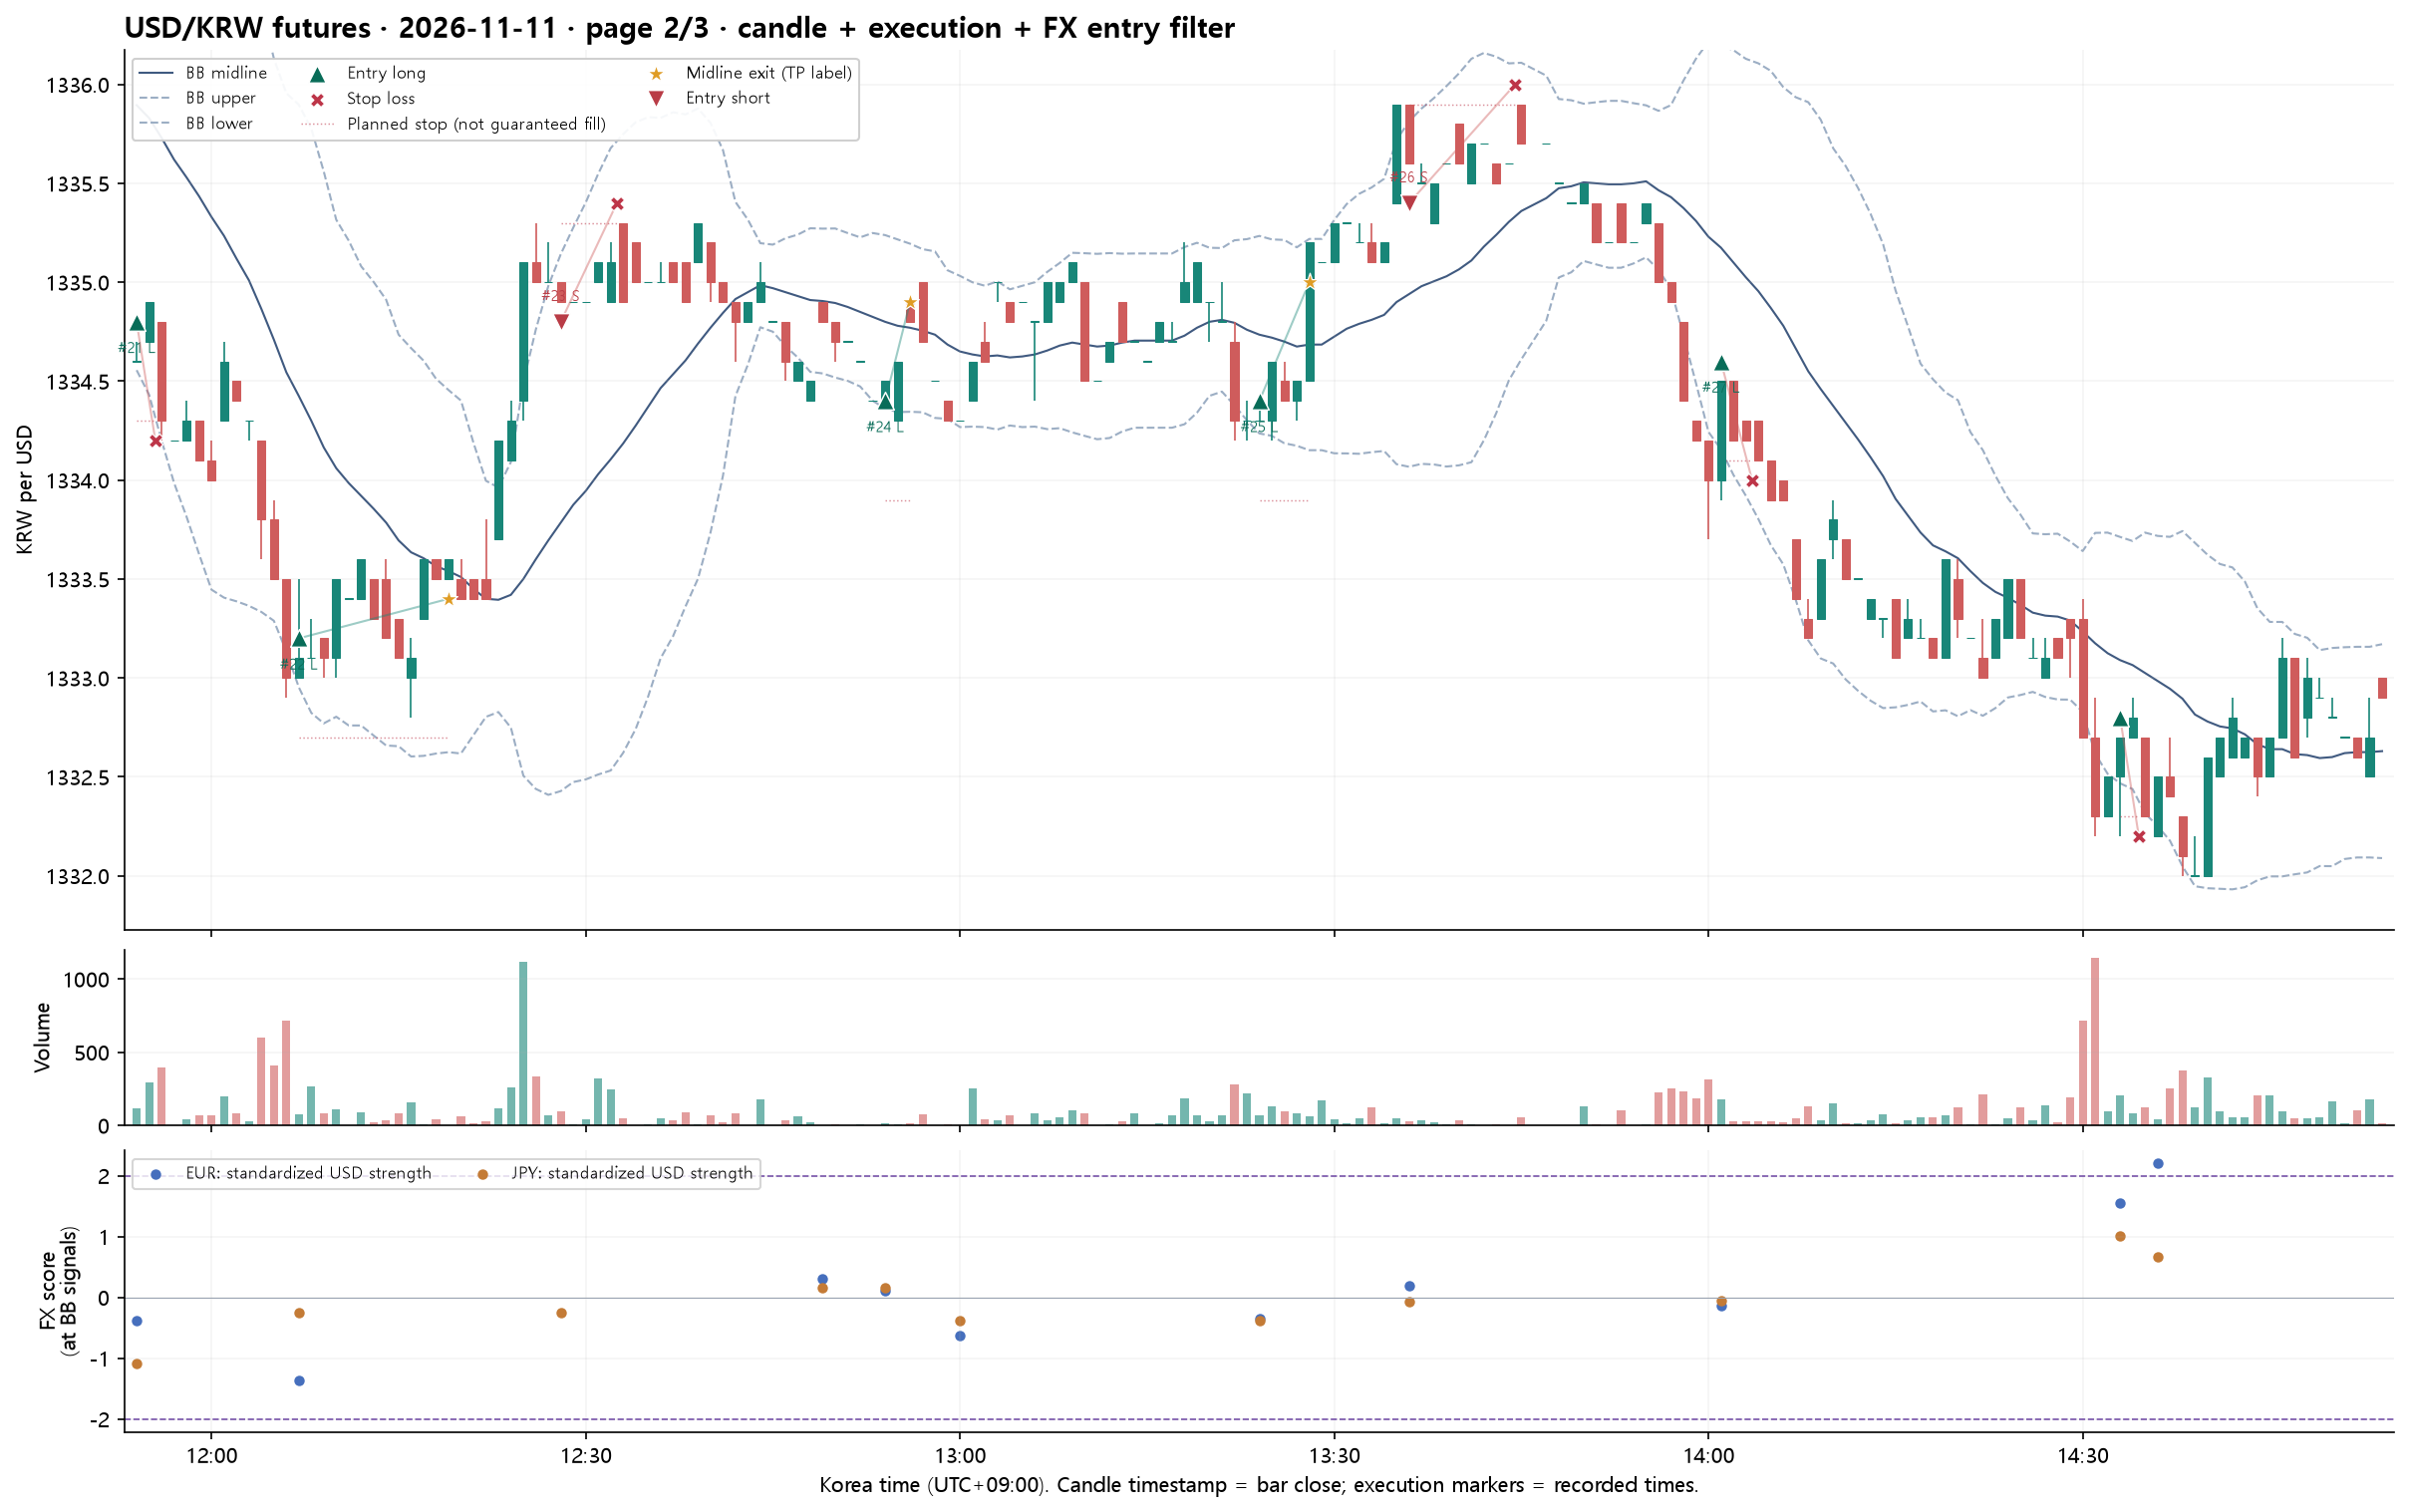 USD/KRW futures · 2026-11-11 · page 2/3 · candle + execution + FX entry filter
BB midline
BB upper
BB lower
Entry long
Stop loss
Planned stop (not guaranteed fill)
Midline exit (TP label)
Entry short
KRW per USD
1336.0
1335.5
1335.0
1334.5
1334.0
1333.5
1333.0
1332.5
1332.0
#22 L
#23 S
#24 L
#25 L
#26 S
Volume
1000
500
0
FX score
(at BB signals)
EUR: standardized USD strength
JPY: standardized USD strength
2
1
0
-1
-2
12:00
12:30
13:00
13:30
14:00
14:30
Korea time (UTC+09:00). Candle timestamp = bar close; execution markers = recorded times.